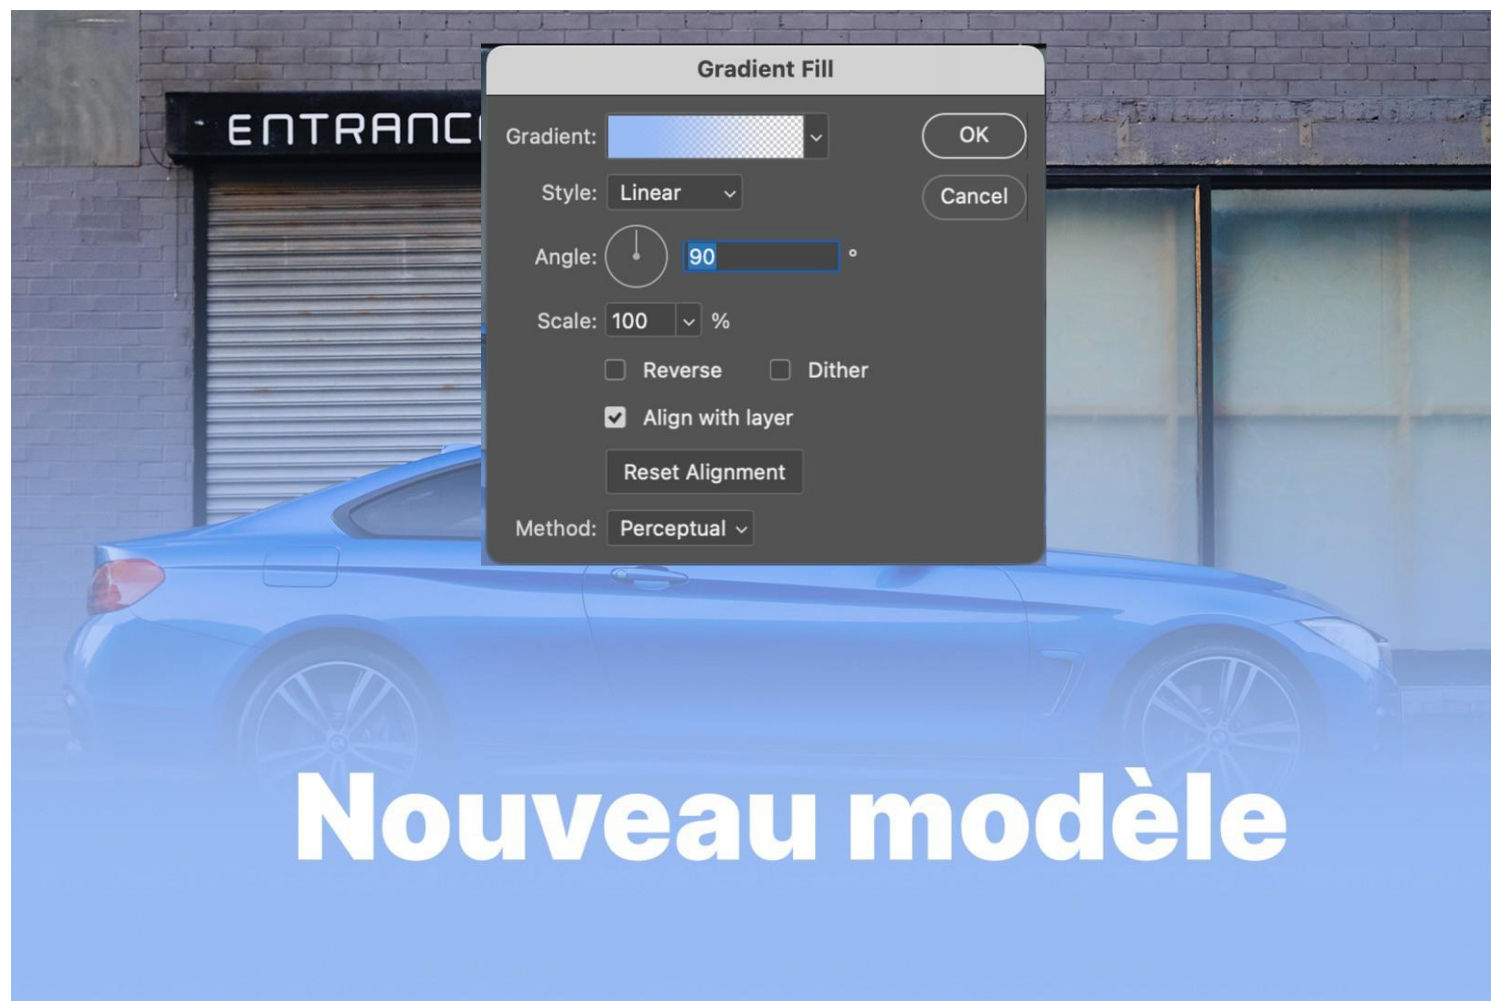 Gradient Fill
ENTRANC
Gradient:
OK
Style: Linear
Cancel
Angle: 90 °
Scale: 100 %
Reverse Dither
Align with layer
Reset Alignment
Method: Perceptual
Nouveau modèle